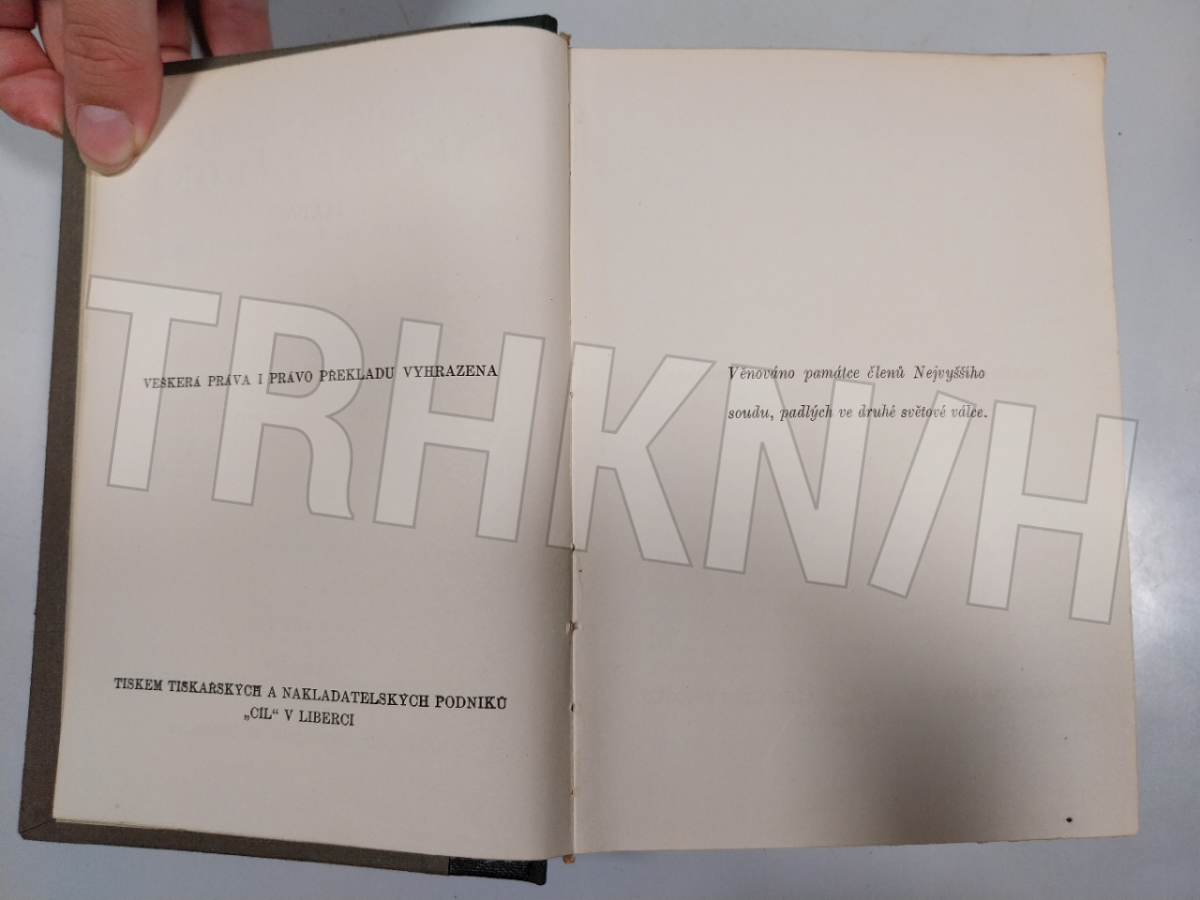 VEŠKERÁ PRÁVA I PRÁVO PŘEKLADU VYHRAZENA
TISKEM TISKAŘSKÝCH A NAKLADATELSKÝCH PODNIKŮ
„CÍL“ V LIBERCI
Věnováno památce členů Nejvyššího
soudu, padlých ve druhé světové válce.
TRHKN/H